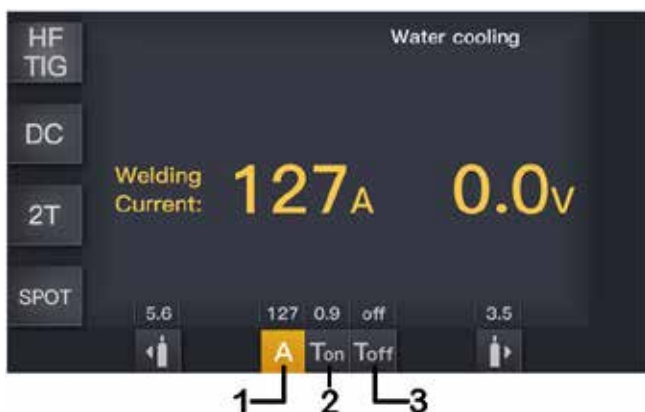 HF
TIG
Water cooling
DC
Welding
Current:
127A
0.0V
2T
SPOT
5.6
127
0.9
off
3.5
A
Ton
Toff
1
2
3